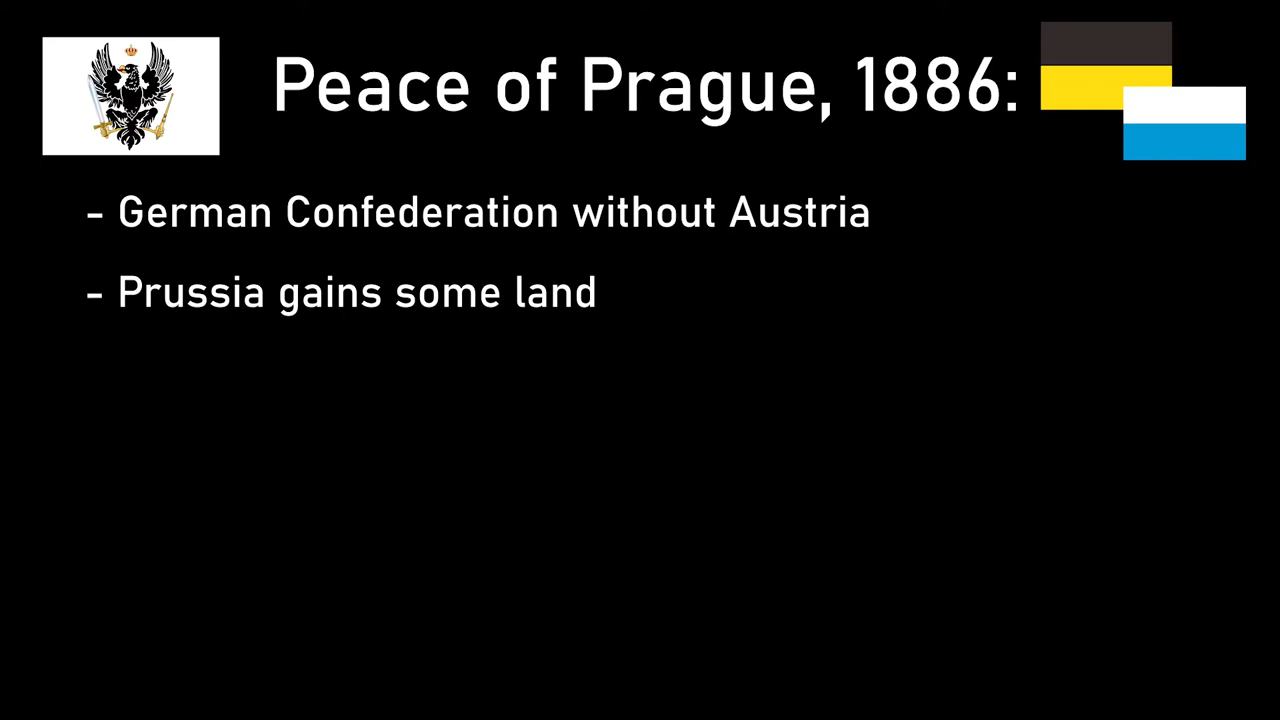 Peace of Prague, 1886:
- German Confederation without Austria
- Prussia gains some land